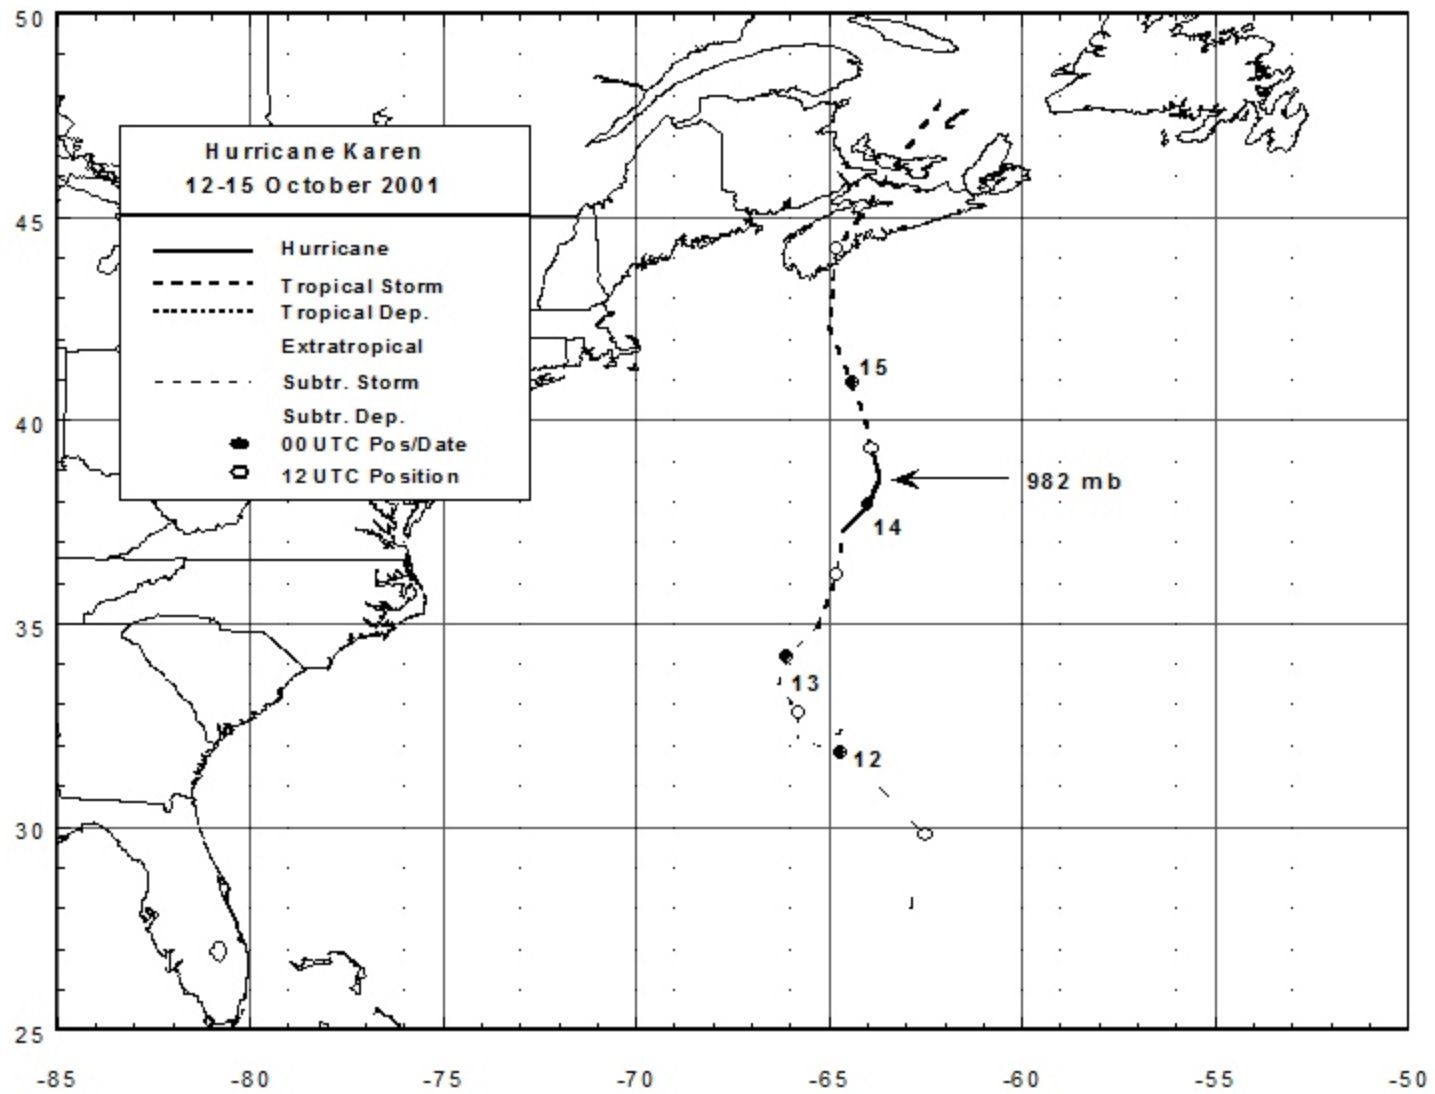 50
Hurricane Karen
12-15 October 2001
45
Hurricane
Tropical Storm
Tropical Dep.
Extratropical
15
Subtr. Storm
40
Subtr. Dep.
00 UTC Pos/Date
12 UTC Position
982 mb
14
35
13
12
30
25
-85 -80 -75 -70 -65 -60 -55 -50